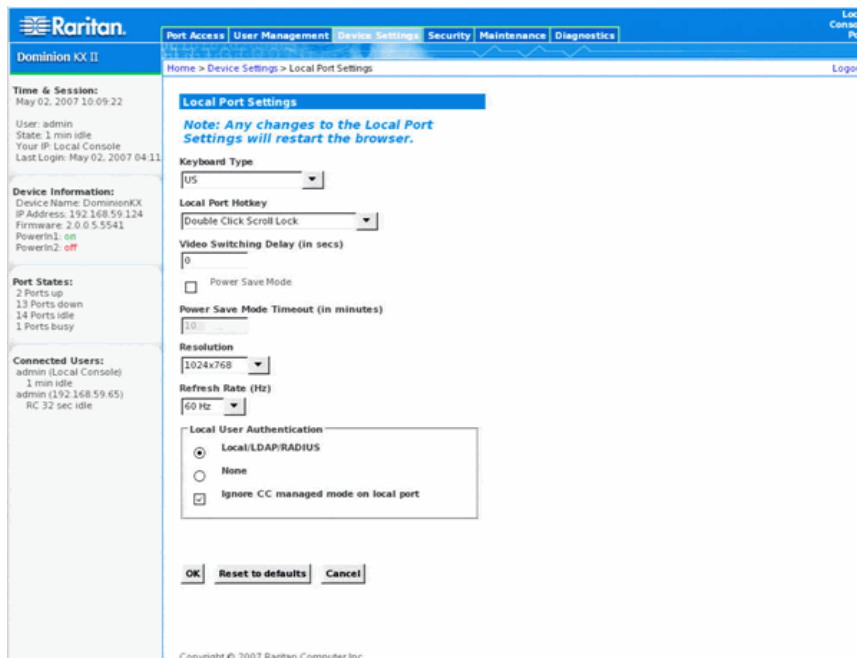 Raritan.
Dominion KX II
Port Access User Management Device Settings Security Maintenance Diagnostics
Home > Device Settings > Local Port Settings
Time & Session:
May 02, 2007 10:09:22
User: admin
State: 1 min idle
Your IP: Local Console
Last Login: May 02, 2007 04:11
Device Information:
Device Name: DominionKX
IP Address: 192.168.59.124
Firmware: 2.0.0.5.5541
PowerIn1: on
PowerIn2: off
Port States:
2 Ports up
13 Ports down
14 Ports idle
1 Ports busy
Connected Users:
admin (Local Console)
1 min idle
admin (192.168.59.65)
RC 32 sec idle
Local Port Settings
Note: Any changes to the Local Port
Settings will restart the browser.
Keyboard Type
US
Local Port Hotkey
Double Click Scroll Lock
Video Switching Delay (in secs)
0
Power Save Mode
Power Save Mode Timeout (in minutes)
10
Resolution
1024x768
Refresh Rate (Hz)
60 Hz
Local User Authentication
Local/LDAP/RADIUS
None
Ignore CC managed mode on local port
OK Reset to defaults Cancel
Copyright © 2007 Raritan Computer Inc.